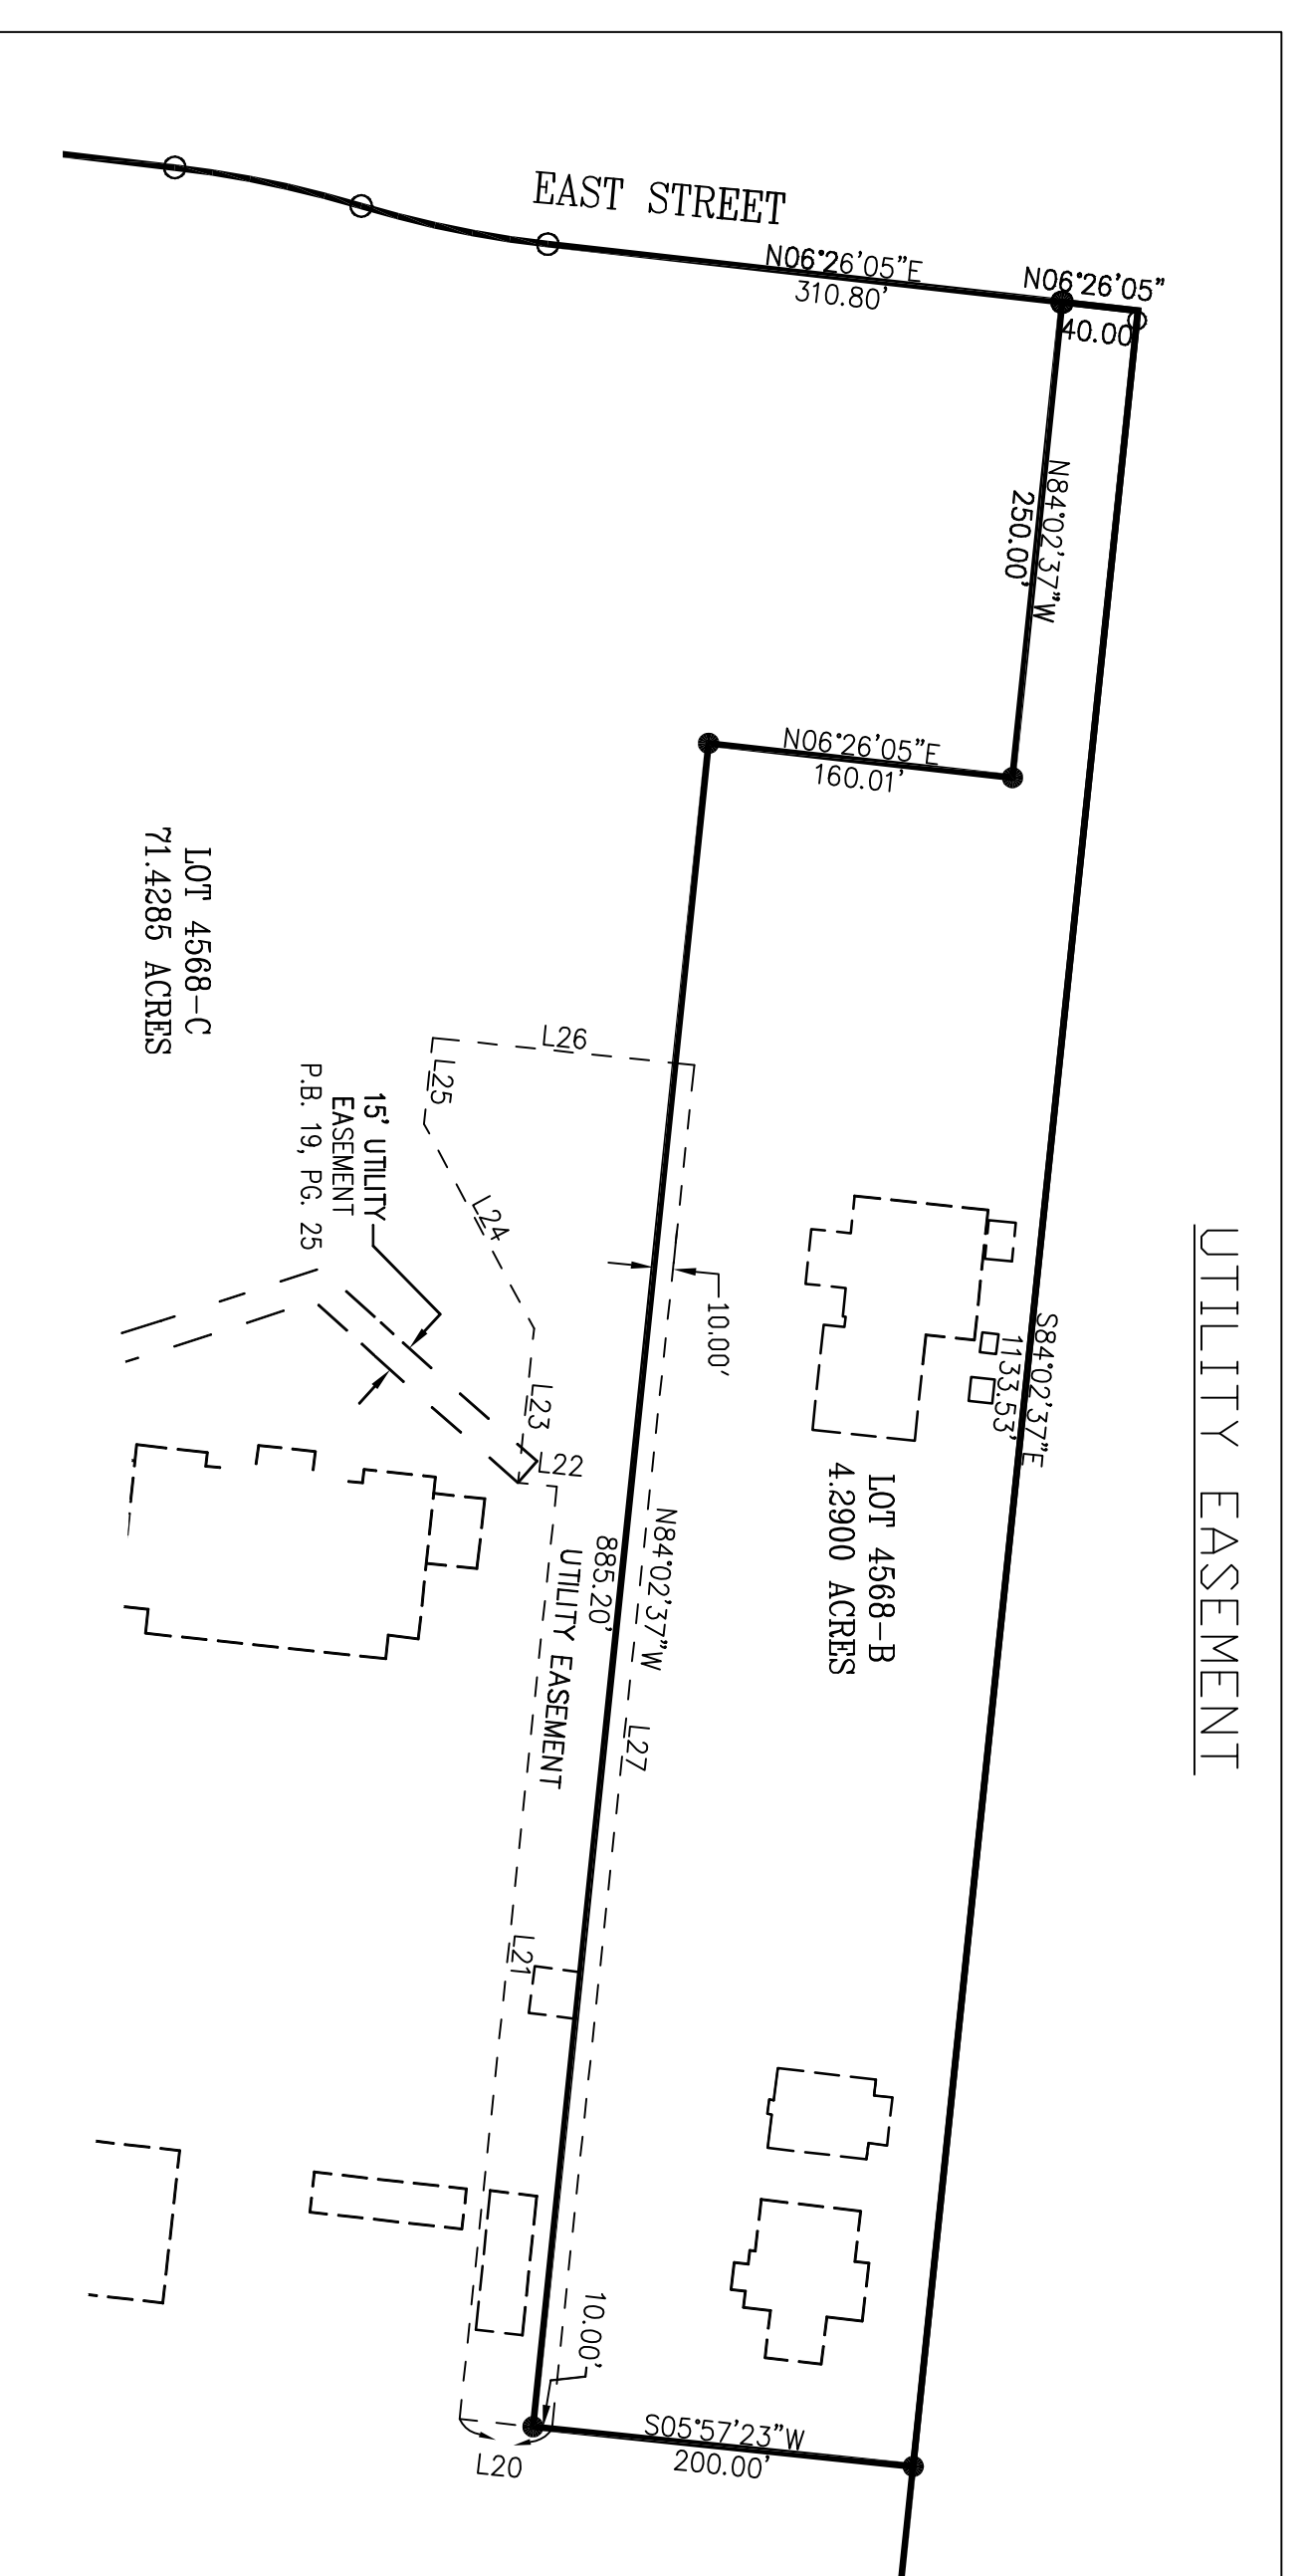 UTILITY EASEMENT
EAST STREET
N06°26'05"E
310.80'
N06°26'05"
40.00
N84°02'37"W
250.00'
N06°26'05"E
160.01'
S84°02'37"E
1133.53'
LOT 4568-B
4.2900 ACRES
10.00'
N84°02'37"W
885.20'
UTILITY EASEMENT
L27
L26
L25
L24
L23
L22
L21
L20
10.00'
S05°57'23"W
200.00'
15' UTILITY
EASEMENT
P.B. 19, PG. 25
LOT 4568-C
71.4285 ACRES